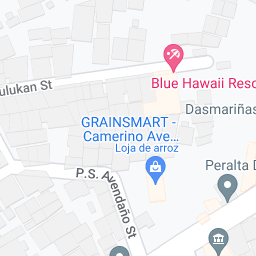 ulukan St
Blue Hawaii Reso
Dasmariñas
GRAINSMART -
Camerino Ave...
Loja de arroz
Peralta D
P.S. Avendaño St